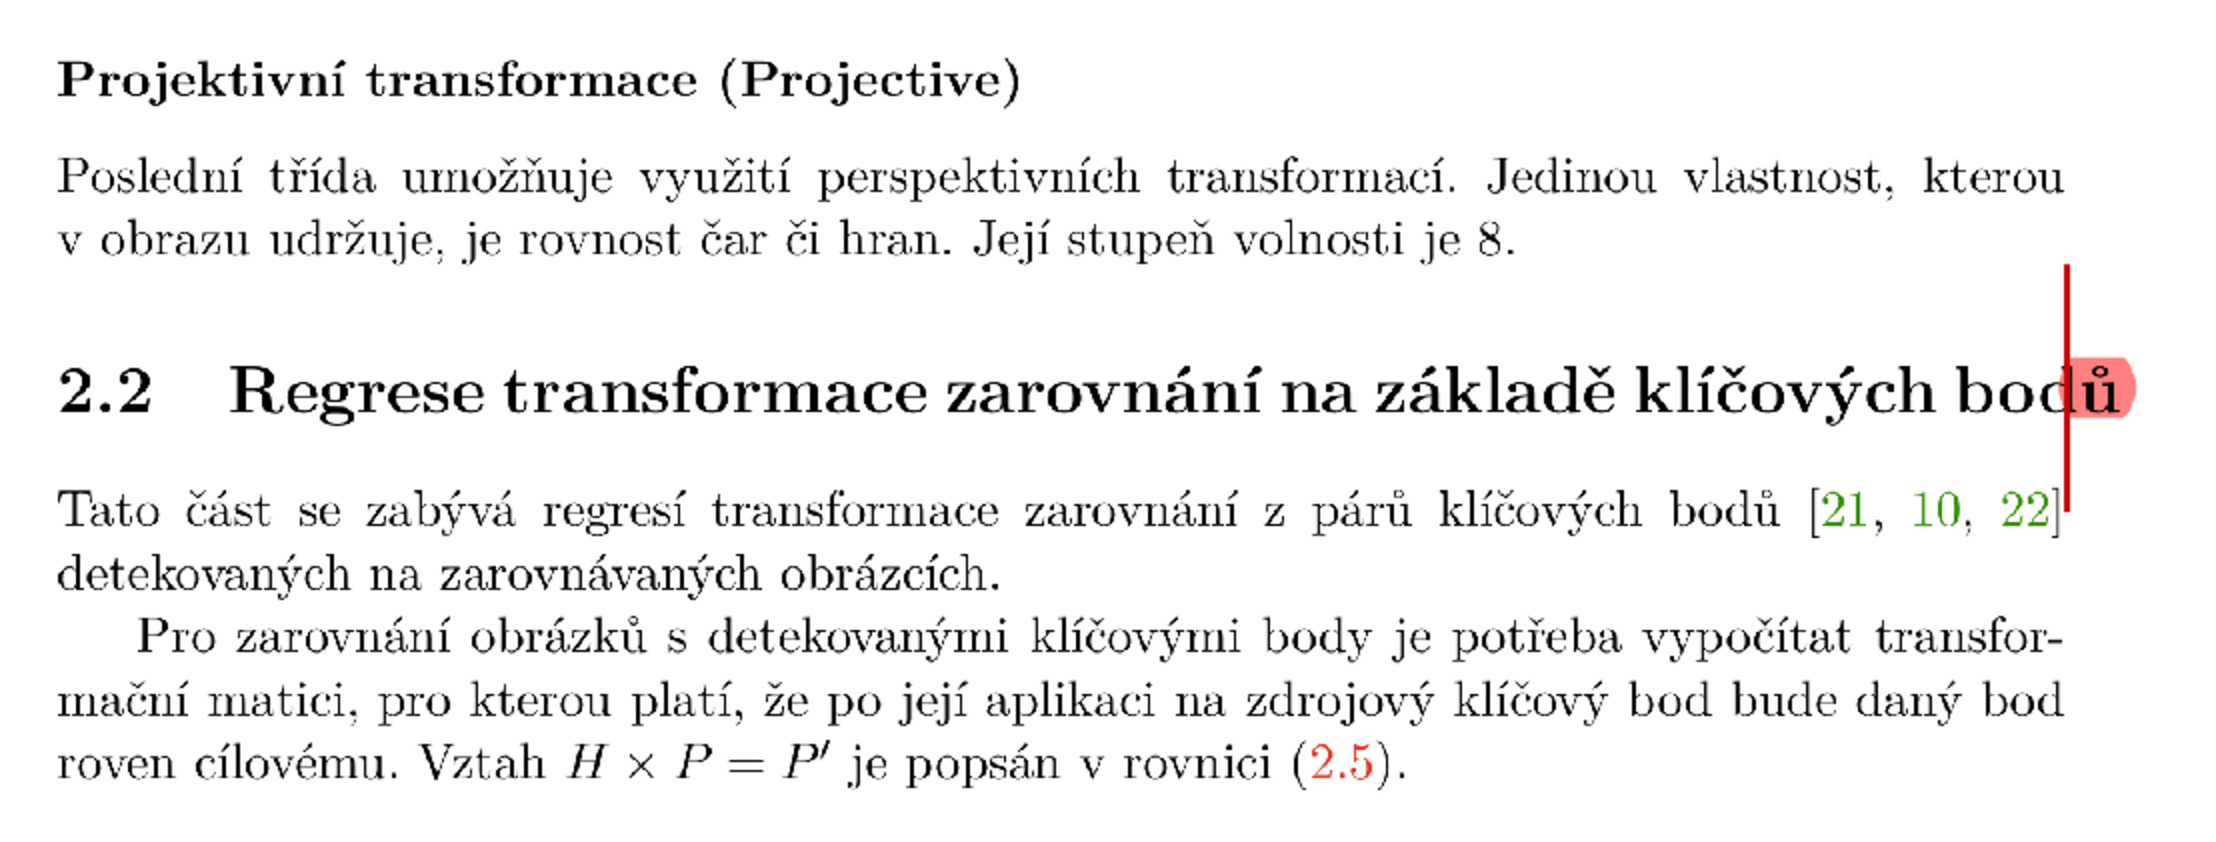 Projektivní transformace (Projective)
Poslední třída umožňuje využití perspektivních transformací. Jedinou vlastnost, kterou
v obrazu udržuje, je rovnost čar či hran. Její stupeň volnosti je 8.
2.2 Regrese transformace zarovnání na základě klíčových bodů
Tato část se zabývá regresí transformace zarovnání z párů klíčových bodů [21, 10, 22]
detekovaných na zarovnávaných obrázcích.
Pro zarovnání obrázků s detekovanými klíčovými body je potřeba vypočítat transfor-
mační matici, pro kterou platí, že po její aplikaci na zdrojový klíčový bod bude daný bod
roven cílovému. Vztah H × P = P′ je popsán v rovnici (2.5).